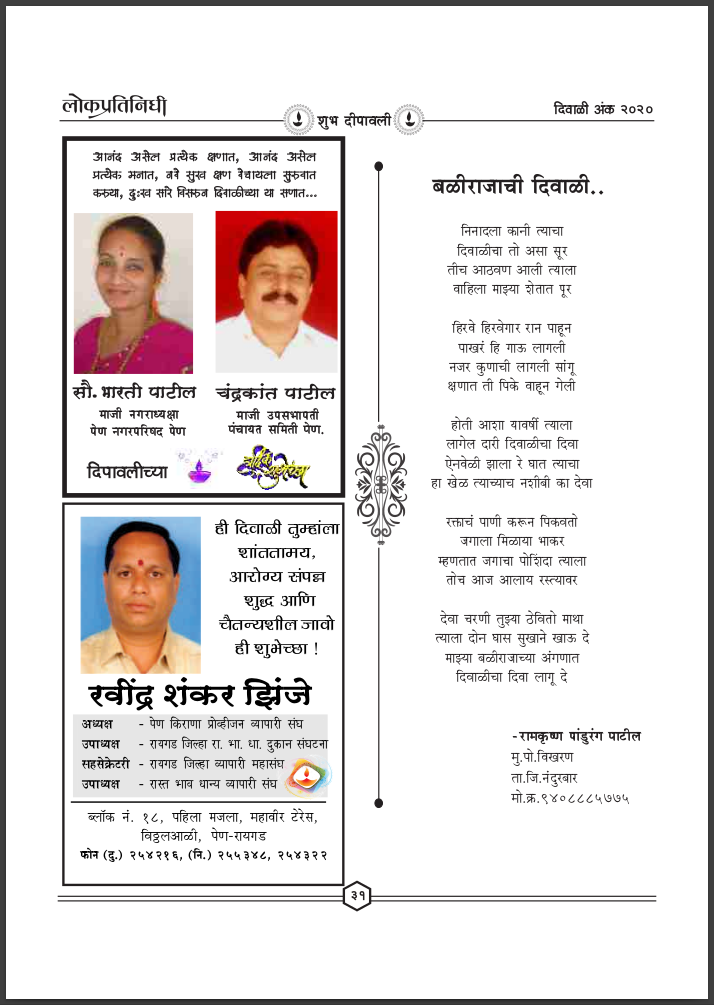 लोकप्रतिनिधी
शुभ दीपावली
दिवाळी अंक २०२०
आनंद असेल प्रत्येक क्षणात, आनंद असेल
प्रत्येक मनात, नवे सुख क्षण वेचायला सुरुवात
करुया, दुःख सारे विसरुन दिवाळीच्या या सणात...
सौ. भारती पाटील
माजी नगराध्यक्षा
पेण नगरपरिषद पेण
चंद्रकांत पाटील
माजी उपसभापती
पंचायत समिती पेण.
दिपावलीच्या
हार्दिक
शुभेच्छा
ही दिवाळी तुम्हांला
शांततामय,
आरोग्य संपन्न
शुद्ध आणि
चैतन्यशील जावो
ही शुभेच्छा !
रवींद्र शंकर झिंजे
अध्यक्ष - पेण किराणा प्रोव्हीजन व्यापारी संघ
उपाध्यक्ष - रायगड जिल्हा रा. भा. धा. दुकान संघटना
सहसेक्रेटरी - रायगड जिल्हा व्यापारी महासंघ
उपाध्यक्ष - रास्त भाव धान्य व्यापारी संघ
ब्लॉक नं. १८, पहिला मजला, महावीर टेरेस,
विठ्ठलआळी, पेण-रायगड
फोन (दु.) २५४२१६, (नि.) २५५३४८, २५४३२२
बळीराजाची दिवाळी..
निनादला कानी त्याचा
दिवाळीचा तो असा सूर
तीच आठवण आली त्याला
वाहिला माझ्या शेतात पूर
हिरवे हिरवेगार रान पाहून
पाखरं हि गाऊ लागली
नजर कुणाची लागली सांगू
क्षणात ती पिके वाहून गेली
होती आशा यावर्षी त्याला
लागेल दारी दिवाळीचा दिवा
ऐनवेळी झाला रे घात त्याचा
हा खेळ त्याच्याच नशीबी का देवा
रक्ताचं पाणी करून पिकवतो
जगाला मिळाया भाकर
म्हणतात जगाचा पोशिंदा त्याला
तोच आज आलाय रस्त्यावर
देवा चरणी तुझ्या ठेवितो माथा
त्याला दोन घास सुखाने खाऊ दे
माझ्या बळीराजाच्या अंगणात
दिवाळीचा दिवा लागू दे
-रामकृष्ण पांडुरंग पाटील
मु.पो.विखरण
ता.जि.नंदुरबार
मो.क्र.९४०८८८५७७५
३१